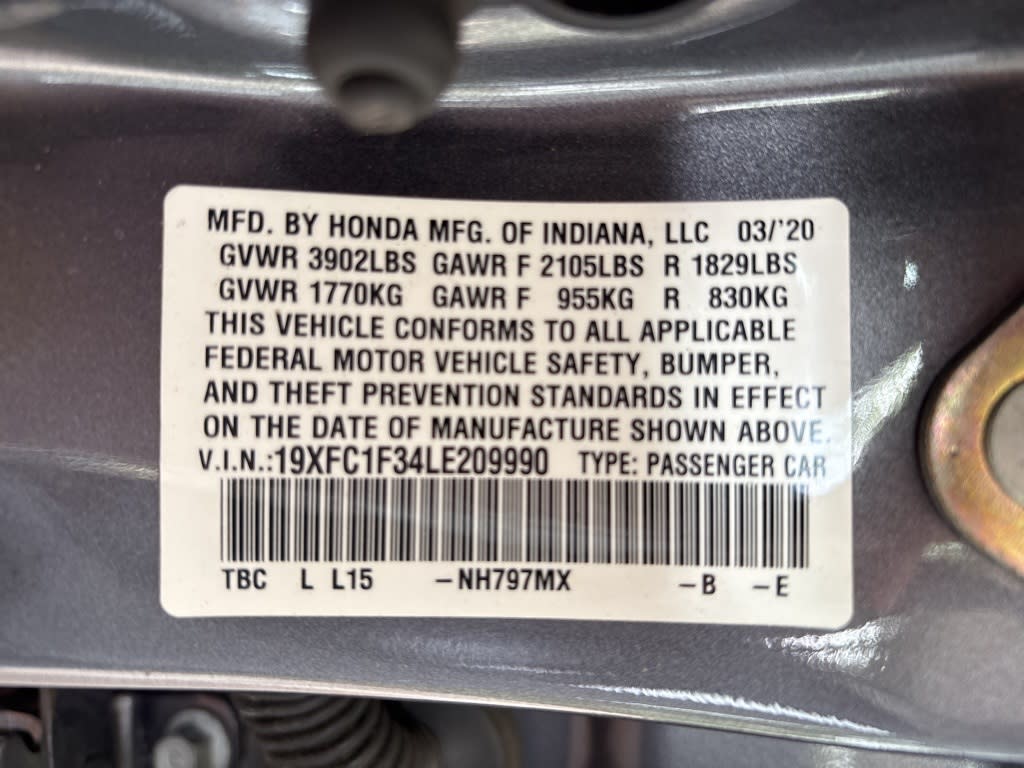 MFD. BY HONDA MFG. OF INDIANA, LLC 03/'20
GVWR 3902LBS GAWR F 2105LBS R 1829LBS
GVWR 1770KG GAWR F 955KG R 830KG
THIS VEHICLE CONFORMS TO ALL APPLICABLE
FEDERAL MOTOR VEHICLE SAFETY, BUMPER,
AND THEFT PREVENTION STANDARDS IN EFFECT
ON THE DATE OF MANUFACTURE SHOWN ABOVE.
V.I.N.:19XFC1F34LE209990 TYPE: PASSENGER CAR
TBC L L15 –NH797MX –B –E